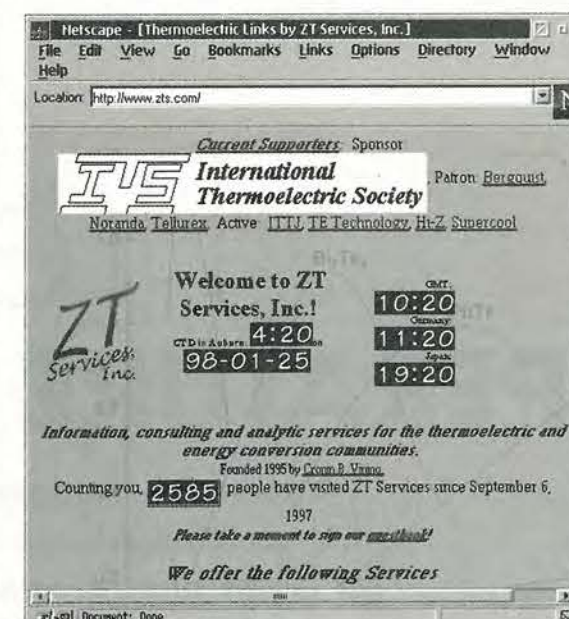 Netscape - [Thermoelectric Links by ZT Services, Inc.]
File Edit View Go Bookmarks Links Options Directory Window
Help
Location: http://www.zts.com/
N
Current Supporters: Sponsor
ITS International
Thermoelectric Society
, Patron: Bergquist,
Noranda, Tellurex, Active: ITTJ, TE Technology, Hi-Z, Supercool
ZT
Services,
Inc.
Welcome to ZT
Services, Inc.!
4:20
98-01-25
GMT:
10:20
Germany:
11:20
Japan:
19:20
Information, consulting and analytic services for the thermoelectric and
energy conversion communities.
Founded 1995 by Cronin B. Vining.
Counting you, 2585 people have visited ZT Services since September 6,
1997
Please take a moment to sign our guestbook!
We offer the following Services
Document: Done